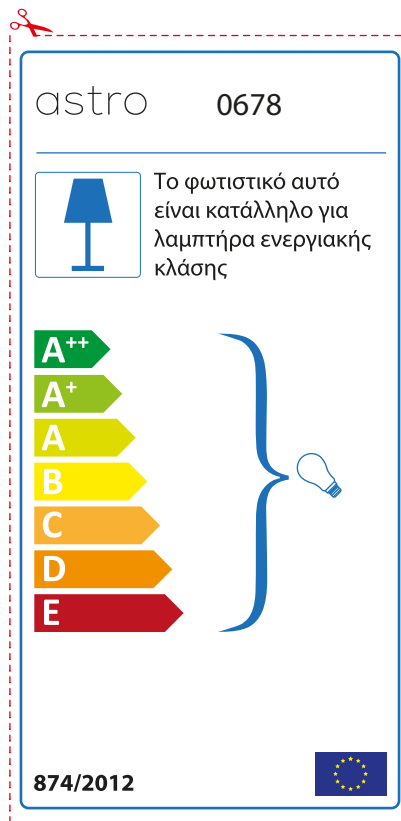 astro 0678
Το φωτιστικό αυτό
είναι κατάλληλο για
λαμπτήρα ενεργιακής
κλάσης
A++
A+
A
B
C
D
E
874/2012